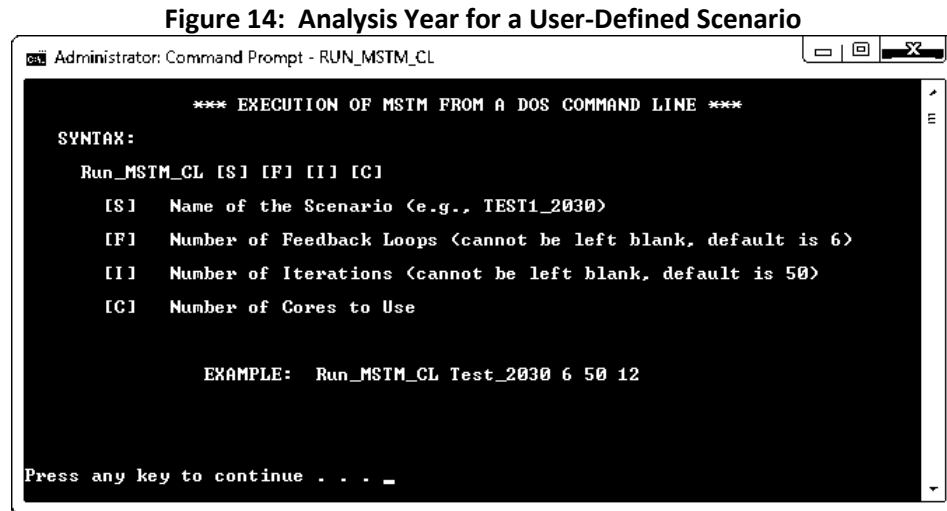 Figure 14: Analysis Year for a User-Defined Scenario
Administrator: Command Prompt - RUN_MSTM_CL
*** EXECUTION OF MSTM FROM A DOS COMMAND LINE ***
SYNTAX:
Run_MSTM_CL [S] [F] [I] [C]
[S] Name of the Scenario (e.g., TEST1_2030)
[F] Number of Feedback Loops (cannot be left blank, default is 6)
[I] Number of Iterations (cannot be left blank, default is 50)
[C] Number of Cores to Use
EXAMPLE: Run_MSTM_CL Test_2030 6 50 12
Press any key to continue . . . _